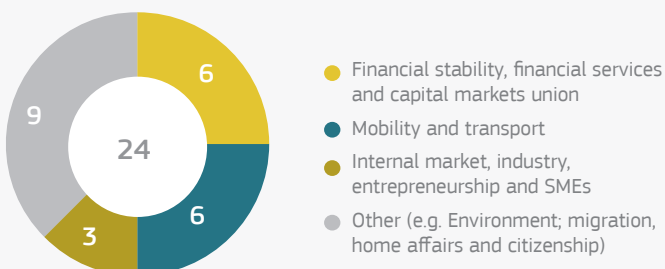 6
9
24
6
3
Financial stability, financial services
and capital markets union
Mobility and transport
Internal market, industry,
entrepreneurship and SMEs
Other (e.g. Environment; migration,
home affairs and citizenship)